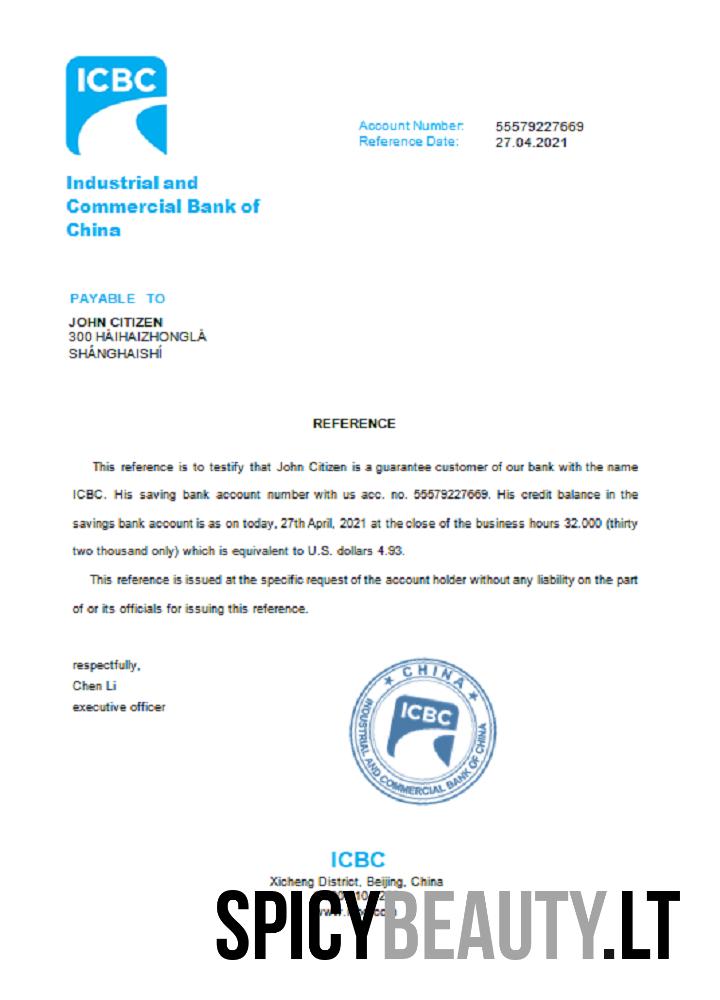 ICBC
Account Number: 55579227669
Reference Date: 27.04.2021
Industrial and
Commercial Bank of
China
PAYABLE TO
JOHN CITIZEN
300 HÀIHAIZHONGLÀ
SHÁNGHAISHÍ
REFERENCE
This reference is to testify that John Citizen is a guarantee customer of our bank with the name
ICBC. His saving bank account number with us acc. no. 55579227669. His credit balance in the
savings bank account is as on today, 27th April, 2021 at the close of the business hours 32.000 (thirty
two thousand only) which is equivalent to U.S. dollars 4.93.
This reference is issued at the specific request of the account holder without any liability on the part
of or its officials for issuing this reference.
respectfully,
Chen Li
executive officer
CHINA
ICBC
INDUSTRIAL AND COMMERCIAL BANK OF CHINA
ICBC
Xicheng District, Beijing, China
SPICYBEAUTY.LT